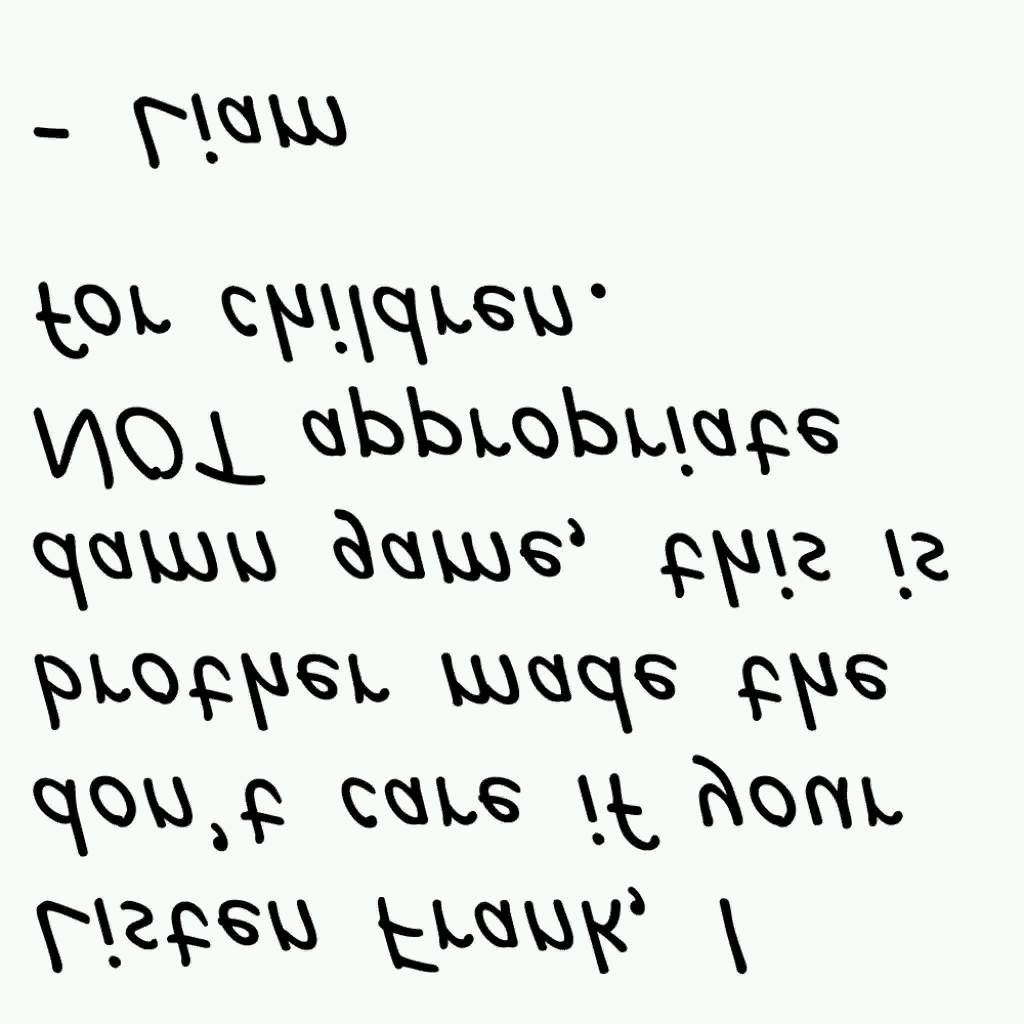 Listen Frank, I
don't care if your
brother made the
damn game, this is
NOT appropriate
for children.
- Liam